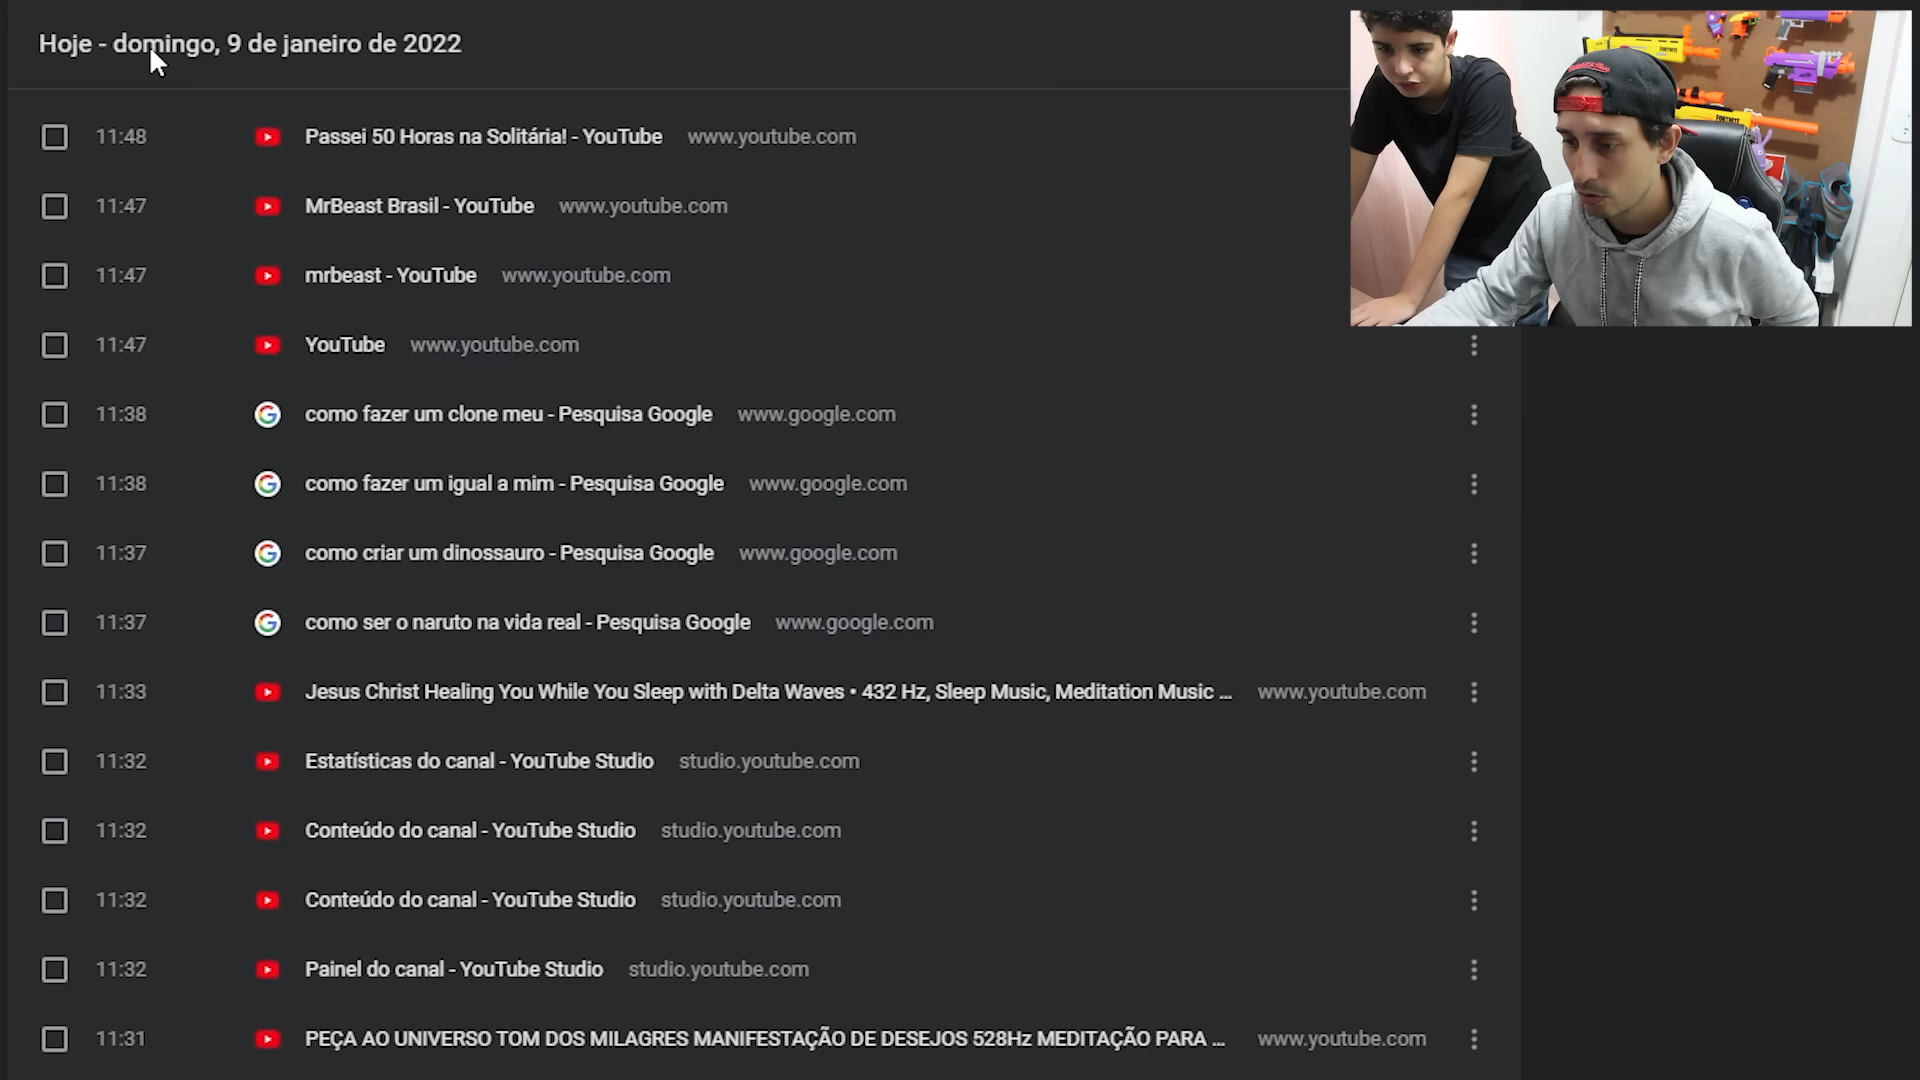 Hoje - domingo, 9 de janeiro de 2022
11:48 Passei 50 Horas na Solitária! - YouTube www.youtube.com
11:47 MrBeast Brasil - YouTube www.youtube.com
11:47 mrbeast - YouTube www.youtube.com
11:47 YouTube www.youtube.com
11:38 como fazer um clone meu - Pesquisa Google www.google.com
11:38 como fazer um igual a mim - Pesquisa Google www.google.com
11:37 como criar um dinossauro - Pesquisa Google www.google.com
11:37 como ser o naruto na vida real - Pesquisa Google www.google.com
11:33 Jesus Christ Healing You While You Sleep with Delta Waves • 432 Hz, Sleep Music, Meditation Music ... www.youtube.com
11:32 Estatísticas do canal - YouTube Studio studio.youtube.com
11:32 Conteúdo do canal - YouTube Studio studio.youtube.com
11:32 Conteúdo do canal - YouTube Studio studio.youtube.com
11:32 Painel do canal - YouTube Studio studio.youtube.com
11:31 PEÇA AO UNIVERSO TOM DOS MILAGRES MANIFESTAÇÃO DE DESEJOS 528Hz MEDITAÇÃO PARA ... www.youtube.com
FORTNITE
FORTNITE